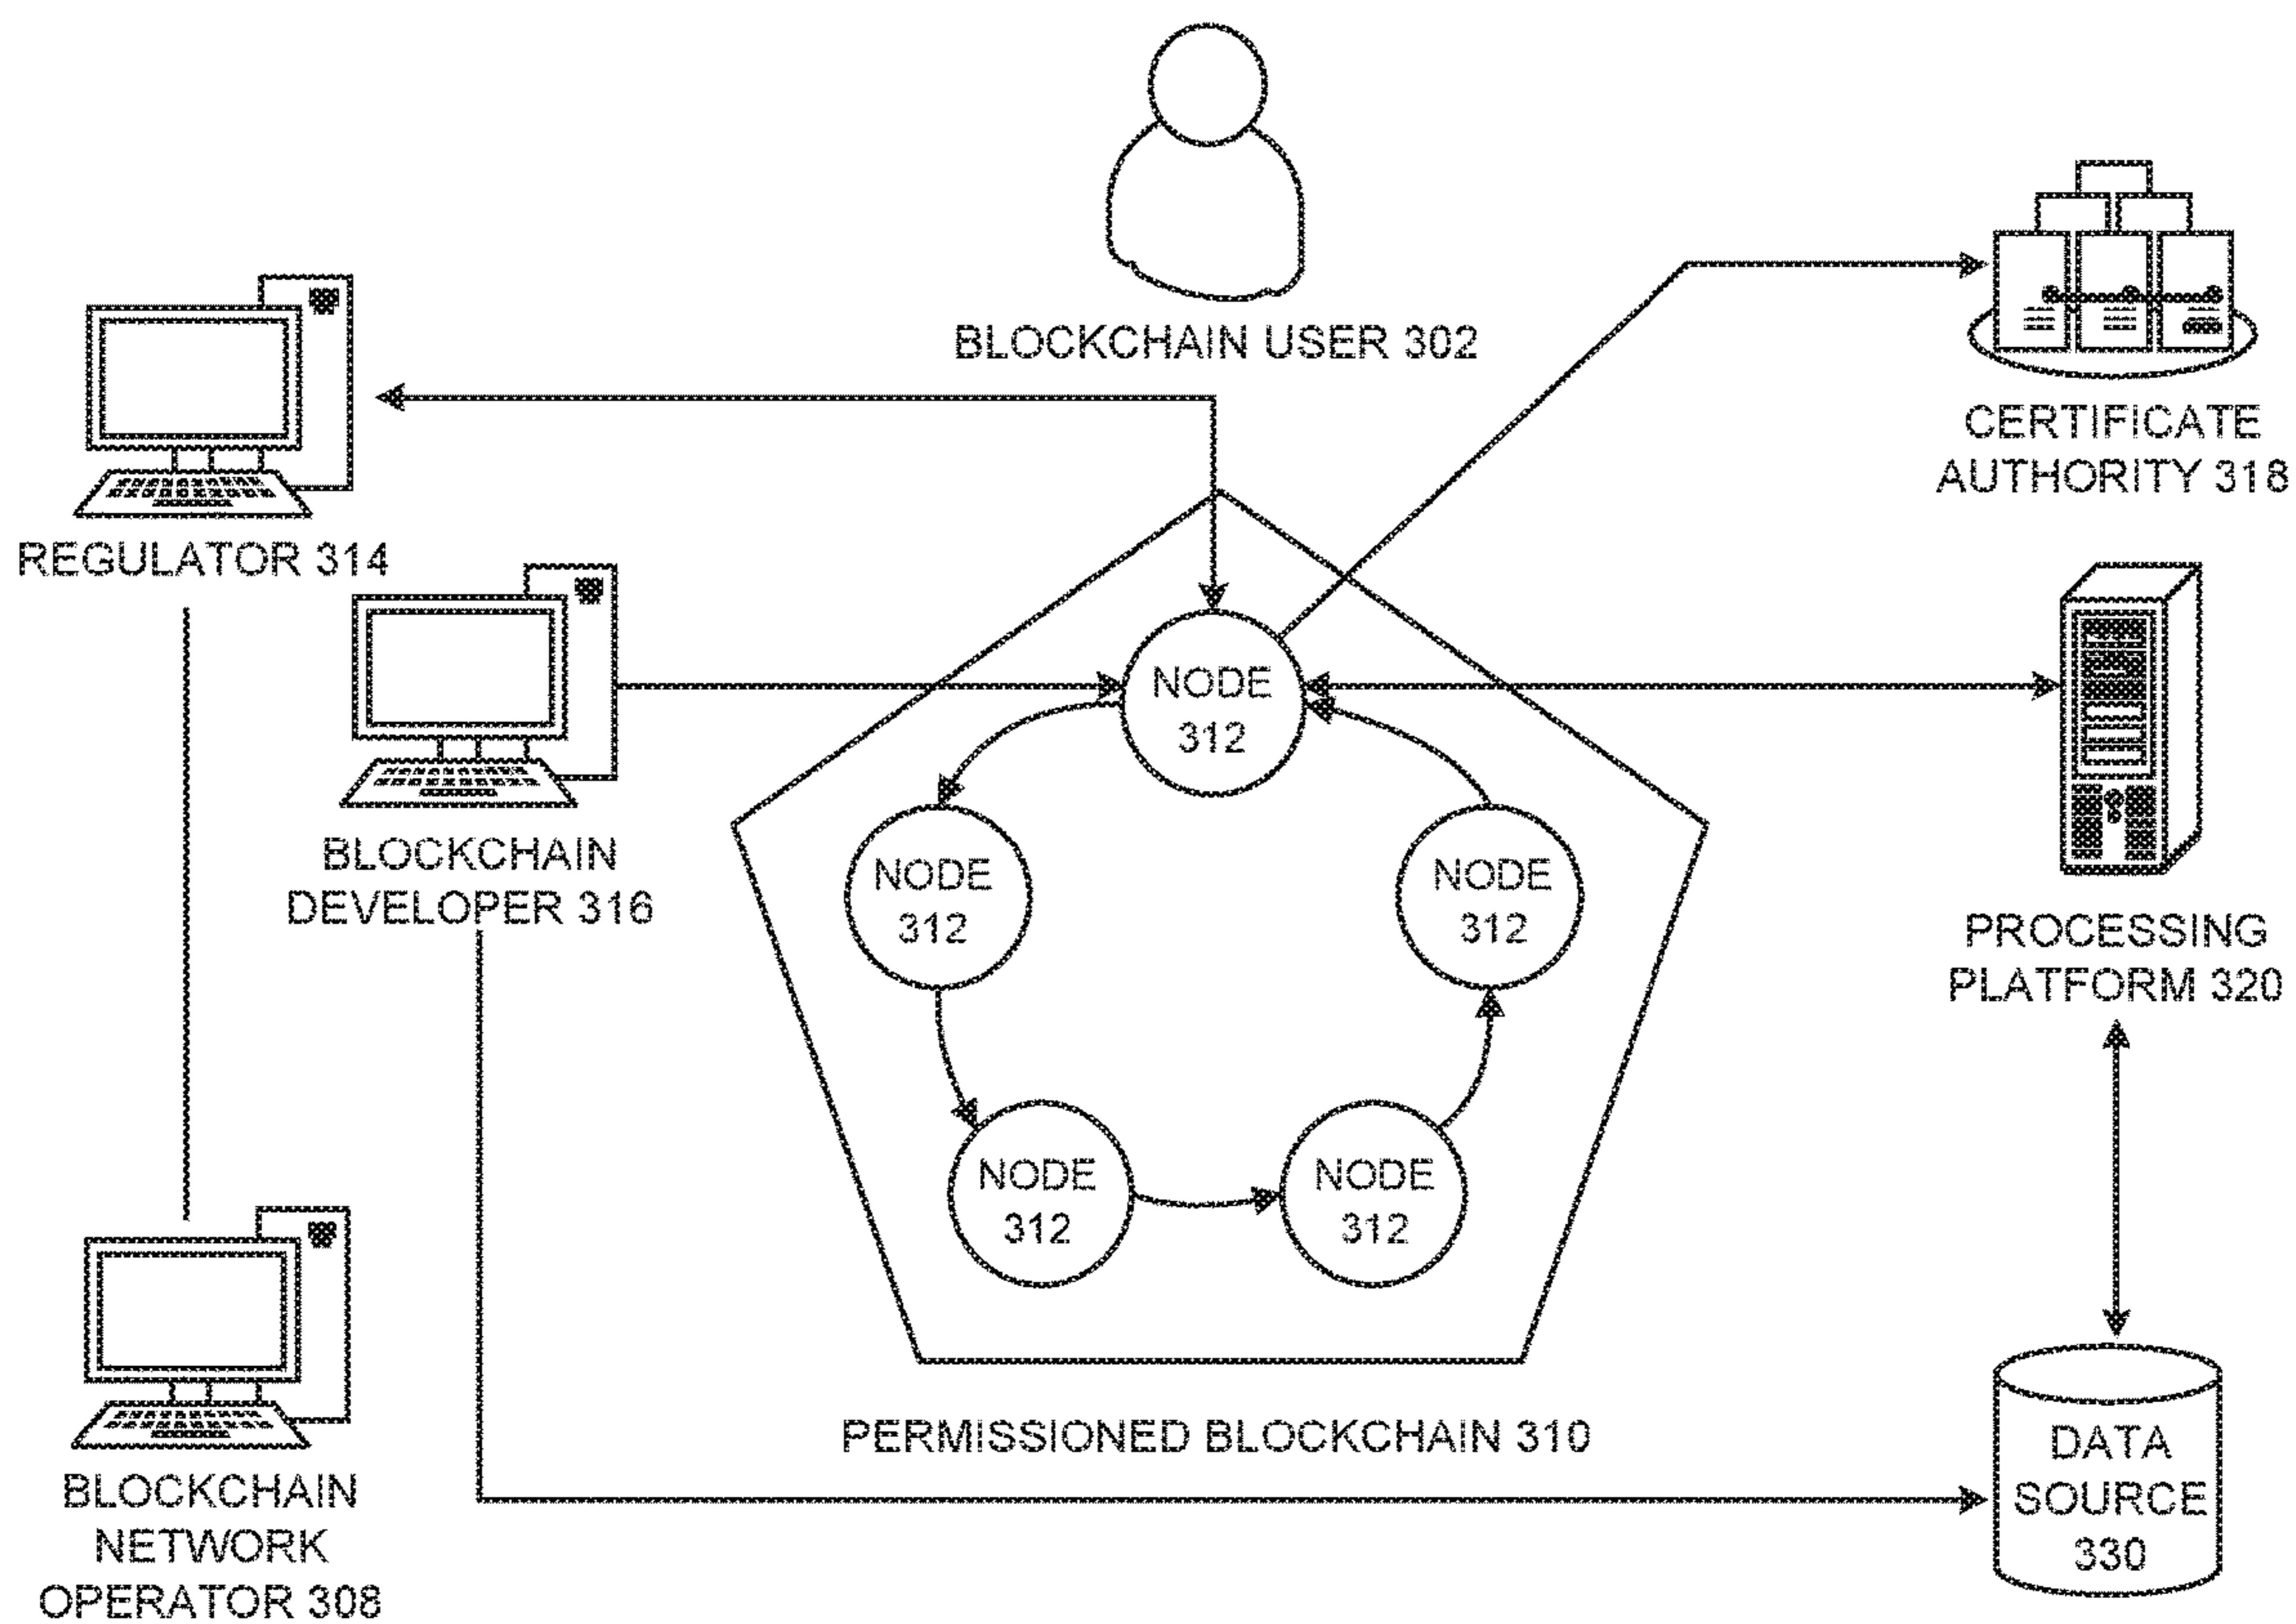 BLOCKCHAIN USER 302
CERTIFICATE
AUTHORITY 318
REGULATOR 314
BLOCKCHAIN
DEVELOPER 316
NODE
312
NODE
312
NODE
312
NODE
312
NODE
312
PROCESSING
PLATFORM 320
PERMISSIONED BLOCKCHAIN 310
BLOCKCHAIN
NETWORK
OPERATOR 308
DATA
SOURCE
330